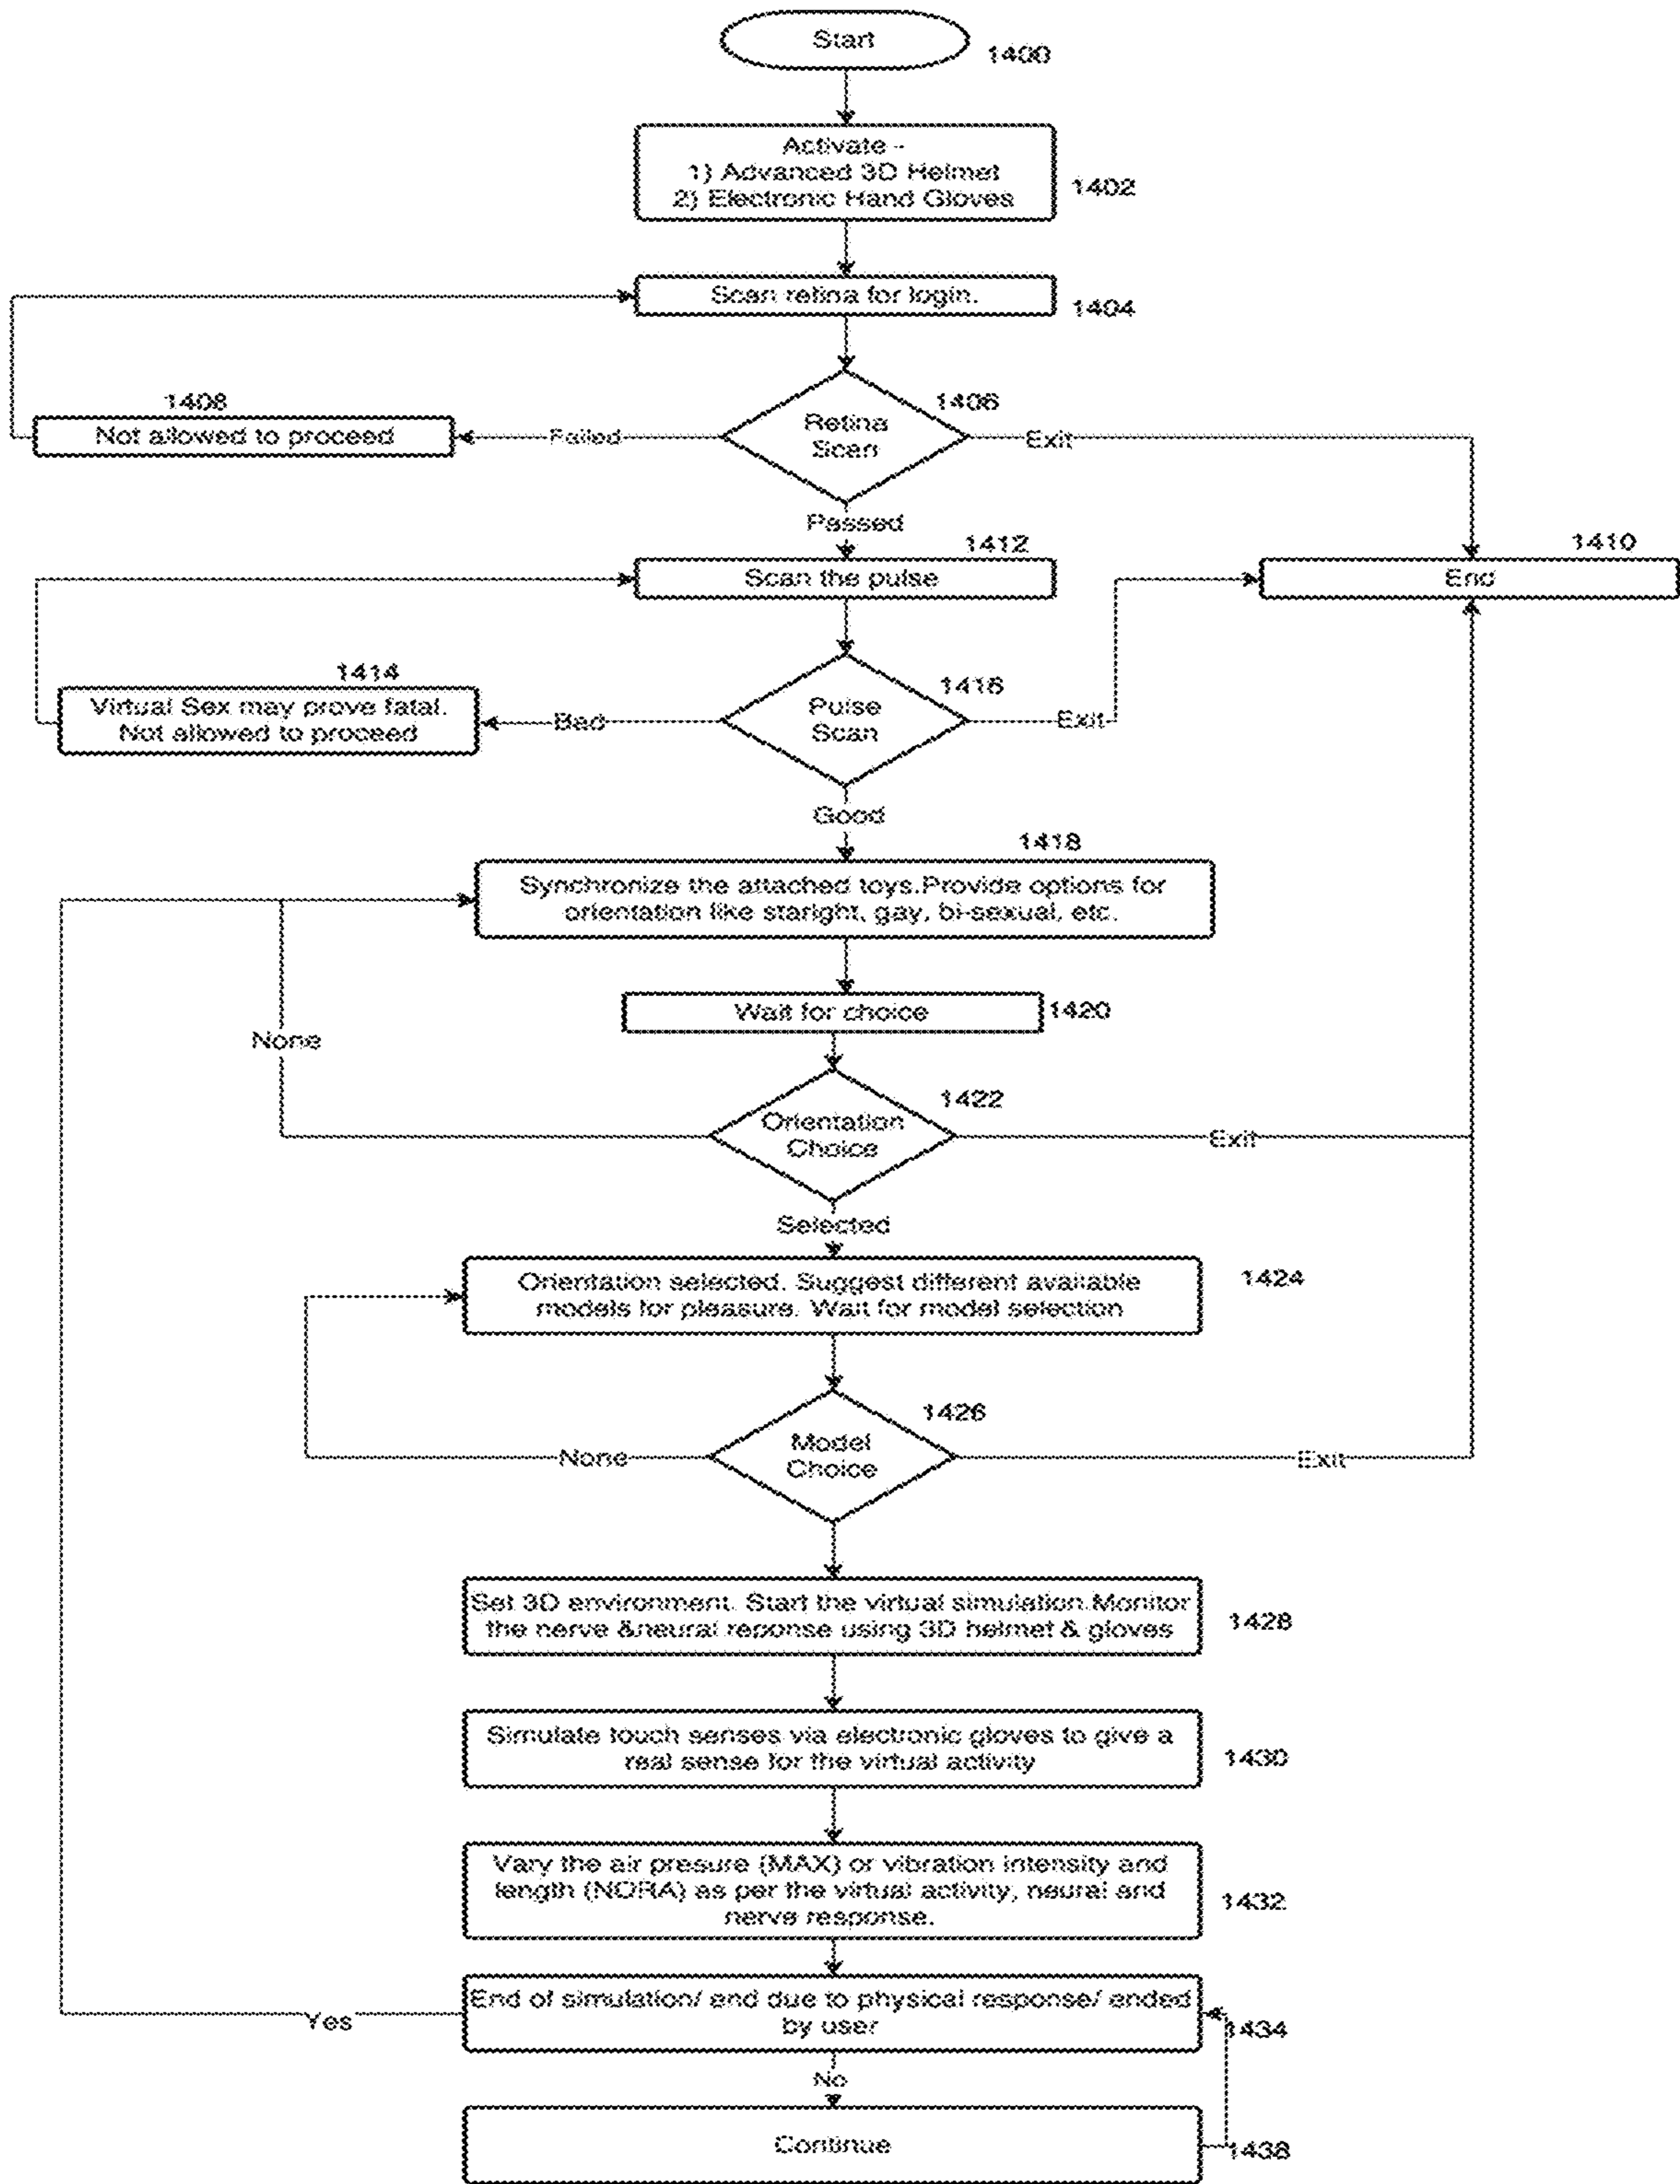 Start
1400
Activate -
1) Advanced 3D Helmet
2) Electronic Hand Gloves
1402
Scan retina for login.
1404
1408
Not allowed to proceed
Failed
Retina
Scan
1406
Exit
Passed
1412
Scan the pulse
1410
End
1414
Virtual Sex may prove fatal.
Not allowed to proceed
Bad
Pulse
Scan
1416
Exit
Good
1418
Synchronize the attached toys.Provide options for
orientation like staright, gay, bi-sexual, etc.
Wait for choice
1420
None
Orientation
Choice
1422
Exit
Selected
Orientation selected. Suggest different available
models for pleasure. Wait for model selection
1424
None
Model
Choice
1426
Exit
Set 3D environment. Start the virtual simulation.Monitor
the nerve &neural reponse using 3D helmet & gloves
1428
Simulate touch senses via electronic gloves to give a
real sense for the virtual activity
1430
Vary the air presure (MAX) or vibration intensity and
length (NORA) as per the virtual activity, neural and
nerve response.
1432
Yes
End of simulation/ end due to physical response/ ended
by user
1434
No
Continue
1438